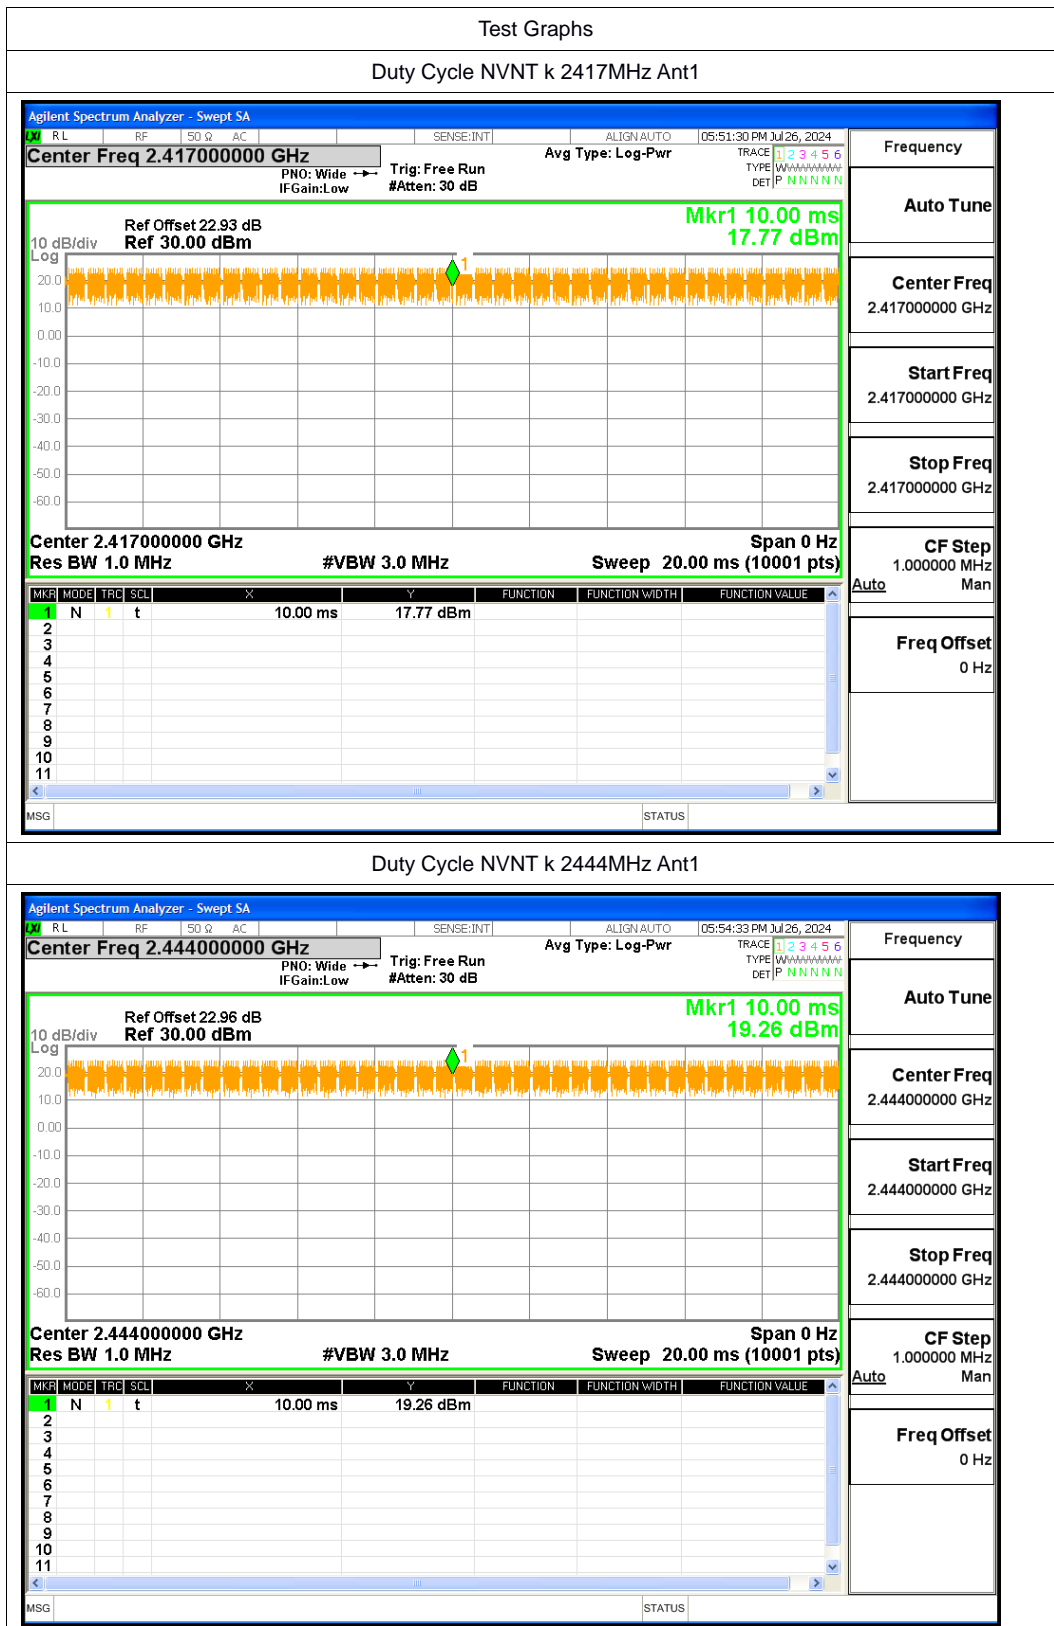 Test Graphs
Duty Cycle NVNT k 2417MHz Ant1
Agilent Spectrum Analyzer - Swept SA
LXI RL RF 50 Ω AC SENSE:INT ALIGN AUTO 05:51:30 PM Jul 26, 2024
Center Freq 2.417000000 GHz
PNO: Wide
IFGain:Low
Trig: Free Run
#Atten: 30 dB
Avg Type: Log-Pwr
TRACE 1 2 3 4 5 6
TYPE
DET P N N N N N
Frequency
Auto Tune
Center Freq
2.417000000 GHz
Start Freq
2.417000000 GHz
Stop Freq
2.417000000 GHz
CF Step
1.000000 MHz
Auto Man
Freq Offset
0 Hz
Mkr1 10.00 ms
17.77 dBm
Ref Offset 22.93 dB
10 dB/div Ref 30.00 dBm
Log
1
20.0
10.0
0.00
-10.0
-20.0
-30.0
-40.0
-50.0
-60.0
Center 2.417000000 GHz Span 0 Hz
Res BW 1.0 MHz #VBW 3.0 MHz Sweep 20.00 ms (10001 pts)
MKR MODE TRC SCL X Y FUNCTION FUNCTION WIDTH FUNCTION VALUE
1 N 1 t 10.00 ms 17.77 dBm
2
3
4
5
6
7
8
9
10
11
MSG STATUS
Duty Cycle NVNT k 2444MHz Ant1
Agilent Spectrum Analyzer - Swept SA
LXI RL RF 50 Ω AC SENSE:INT ALIGN AUTO 05:54:33 PM Jul 26, 2024
Center Freq 2.444000000 GHz
PNO: Wide
IFGain:Low
Trig: Free Run
#Atten: 30 dB
Avg Type: Log-Pwr
TRACE 1 2 3 4 5 6
TYPE
DET P N N N N N
Frequency
Auto Tune
Center Freq
2.444000000 GHz
Start Freq
2.444000000 GHz
Stop Freq
2.444000000 GHz
CF Step
1.000000 MHz
Auto Man
Freq Offset
0 Hz
Mkr1 10.00 ms
19.26 dBm
Ref Offset 22.96 dB
10 dB/div Ref 30.00 dBm
Log
1
20.0
10.0
0.00
-10.0
-20.0
-30.0
-40.0
-50.0
-60.0
Center 2.444000000 GHz Span 0 Hz
Res BW 1.0 MHz #VBW 3.0 MHz Sweep 20.00 ms (10001 pts)
MKR MODE TRC SCL X Y FUNCTION FUNCTION WIDTH FUNCTION VALUE
1 N 1 t 10.00 ms 19.26 dBm
2
3
4
5
6
7
8
9
10
11
MSG STATUS